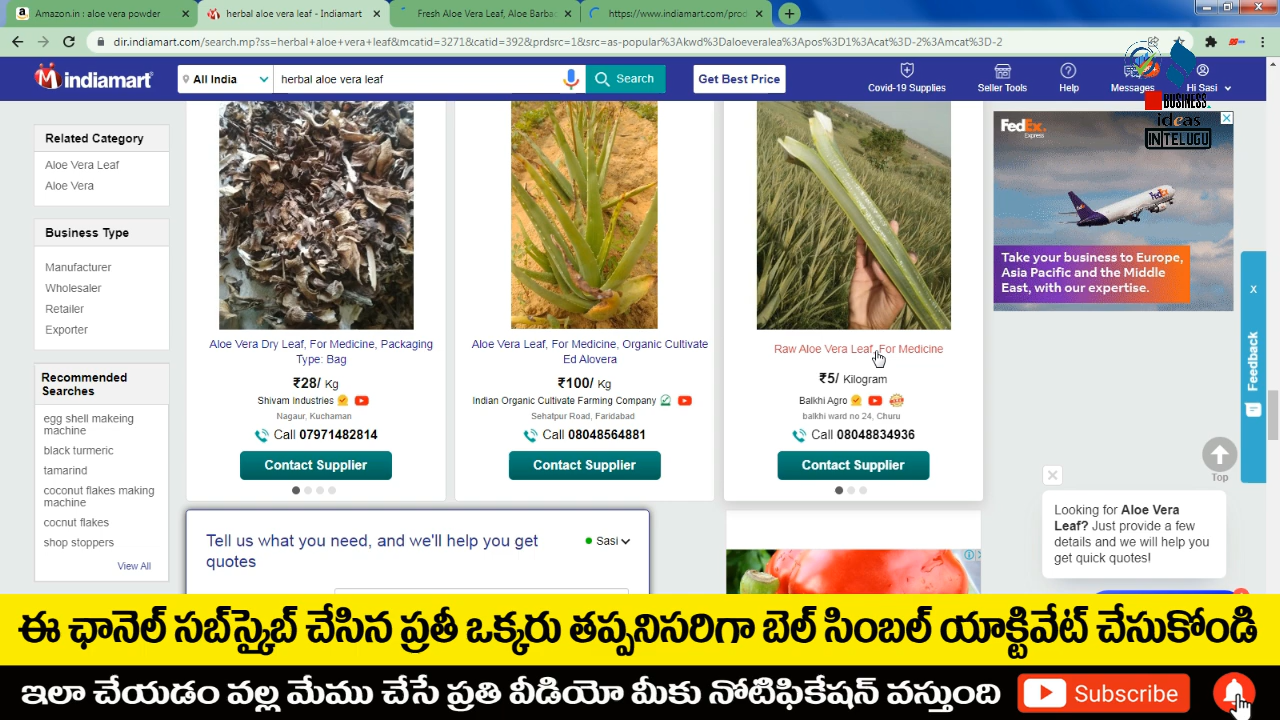 Amazon.in : aloe vera powder
herbal aloe vera leaf - Indiamart
Fresh Aloe Vera Leaf, Aloe Barba
https://www.indiamart.com/prod
dir.indiamart.com/search.mp?ss=herbal+aloe+vera+leaf&mcatid=3271&catid=392&prdsrc=1&src=as-popular%3Akwd%3Daloeveralea%3Apos%3D1%3Acat%3D-2%3Amcat%3D-2
indiamart
All India
herbal aloe vera leaf
Search
Get Best Price
Covid-19 Supplies
Seller Tools
Help
Messages
Hi Sasi
BUSINESS
ideas
IN TELUGU
Related Category
Aloe Vera Leaf
Aloe Vera
Business Type
Manufacturer
Wholesaler
Retailer
Exporter
Recommended
Searches
egg shell makeing
machine
black turmeric
tamarind
coconut flakes making
machine
cocnut flakes
shop stoppers
View All
Aloe Vera Dry Leaf, For Medicine, Packaging
Type: Bag
₹28/ Kg
Shivam Industries
Nagaur, Kuchaman
Call 07971482814
Contact Supplier
Aloe Vera Leaf, For Medicine, Organic Cultivate
Ed Alovera
₹100/ Kg
Indian Organic Cultivate Farming Company
Sehatpur Road, Faridabad
Call 08048564881
Contact Supplier
Raw Aloe Vera Leaf, For Medicine
₹5/ Kilogram
Balkhi Agro
balkhi ward no 24, Churu
Call 08048834936
Contact Supplier
FedEx
Express
Take your business to Europe,
Asia Pacific and the Middle
East, with our expertise.
X
Feedback
Top
Tell us what you need, and we'll help you get
quotes
Sasi
Looking for Aloe Vera
Leaf? Just provide a few
details and we will help you
get quick quotes!
ఈ ఛానెల్ సబ్‌స్క్రైబ్ చేసిన ప్రతీ ఒక్కరు తప్పనిసరిగా బెల్ సింబల్ యాక్టివేట్ చేసుకోండి
ఇలా చేయడం వల్ల మేము చేసే ప్రతి వీడియో మీకు నోటిఫికేషన్ వస్తుంది
Subscribe